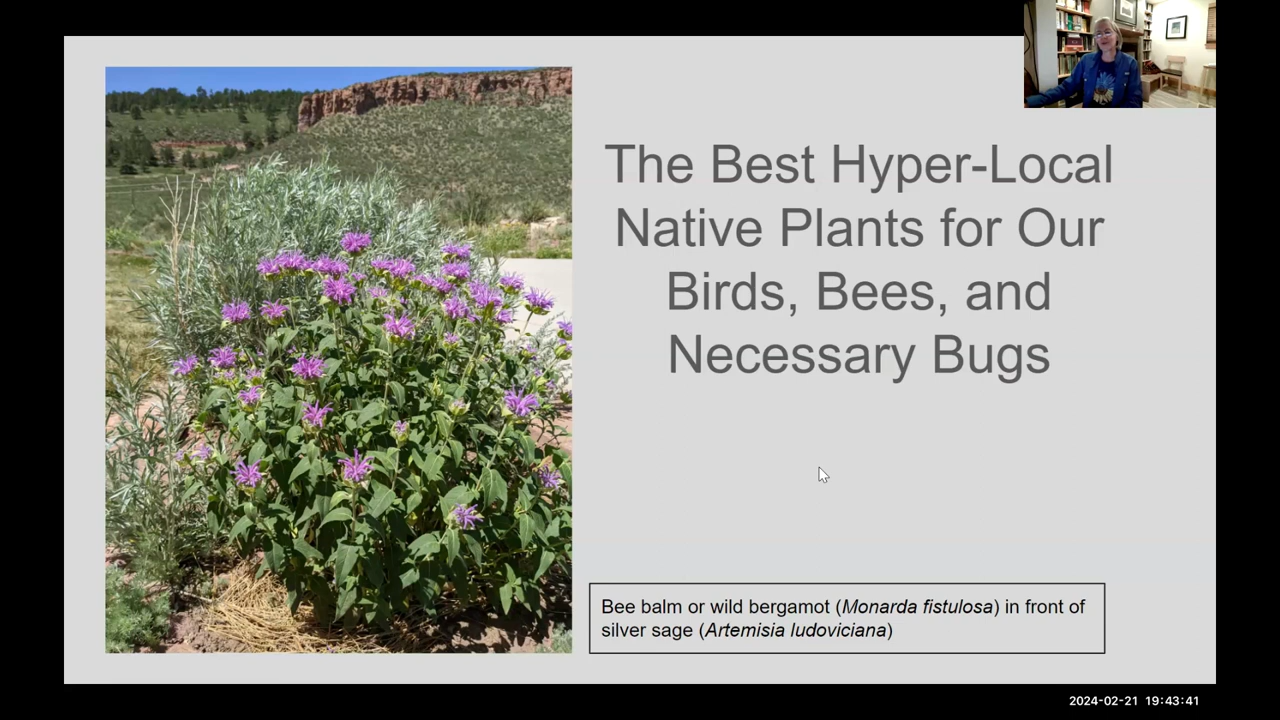 The Best Hyper-Local
Native Plants for Our
Birds, Bees, and
Necessary Bugs
Bee balm or wild bergamot (Monarda fistulosa) in front of
silver sage (Artemisia ludoviciana)
2024-02-21 19:43:41